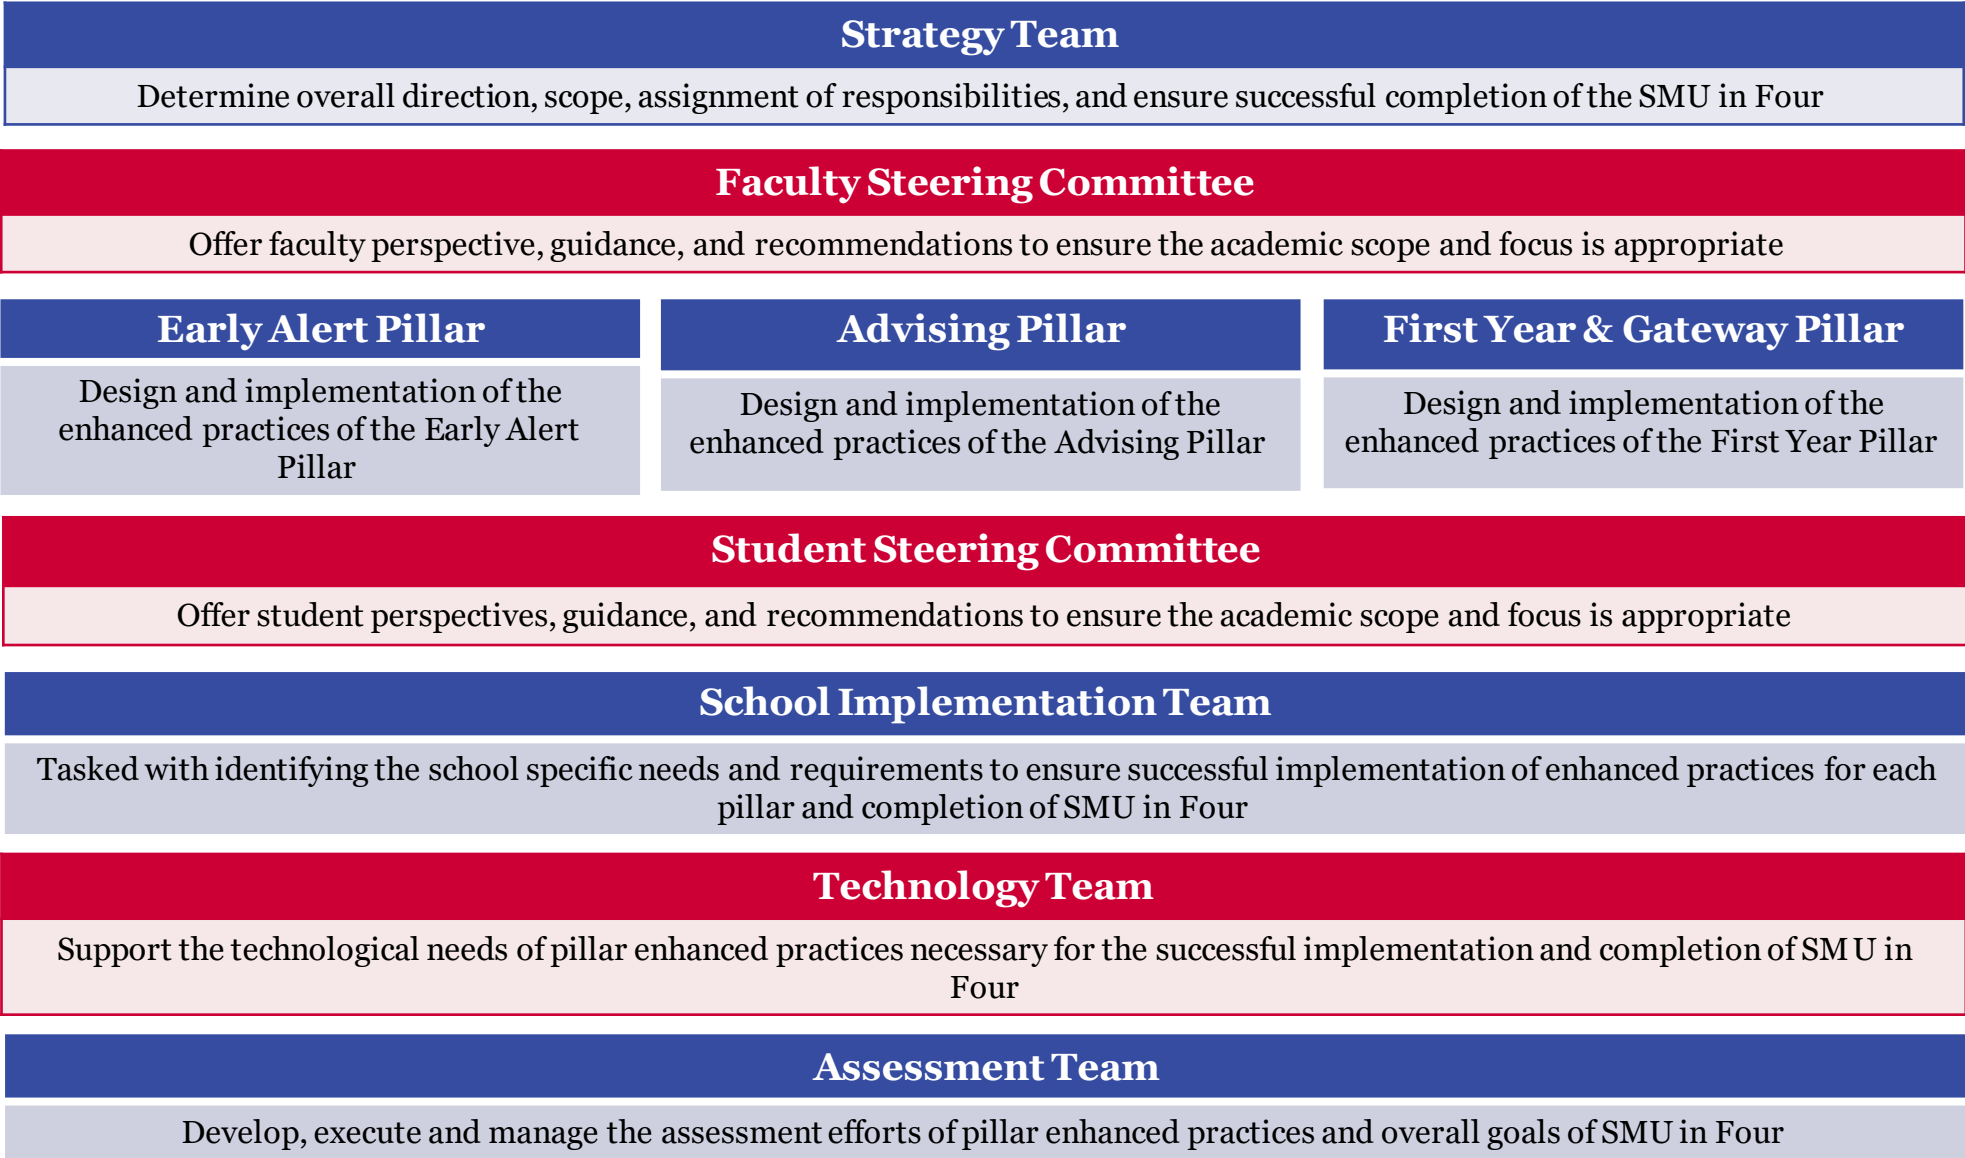 Strategy Team
Determine overall direction, scope, assignment of responsibilities, and ensure successful completion of the SMU in Four
Faculty Steering Committee
Offer faculty perspective, guidance, and recommendations to ensure the academic scope and focus is appropriate
Early Alert Pillar
Design and implementation of the
enhanced practices of the Early Alert
Pillar
Advising Pillar
Design and implementation of the
enhanced practices of the Advising Pillar
First Year & Gateway Pillar
Design and implementation of the
enhanced practices of the First Year Pillar
Student Steering Committee
Offer student perspectives, guidance, and recommendations to ensure the academic scope and focus is appropriate
School Implementation Team
Tasked with identifying the school specific needs and requirements to ensure successful implementation of enhanced practices for each
pillar and completion of SMU in Four
Technology Team
Support the technological needs of pillar enhanced practices necessary for the successful implementation and completion of SMU in
Four
Assessment Team
Develop, execute and manage the assessment efforts of pillar enhanced practices and overall goals of SMU in Four